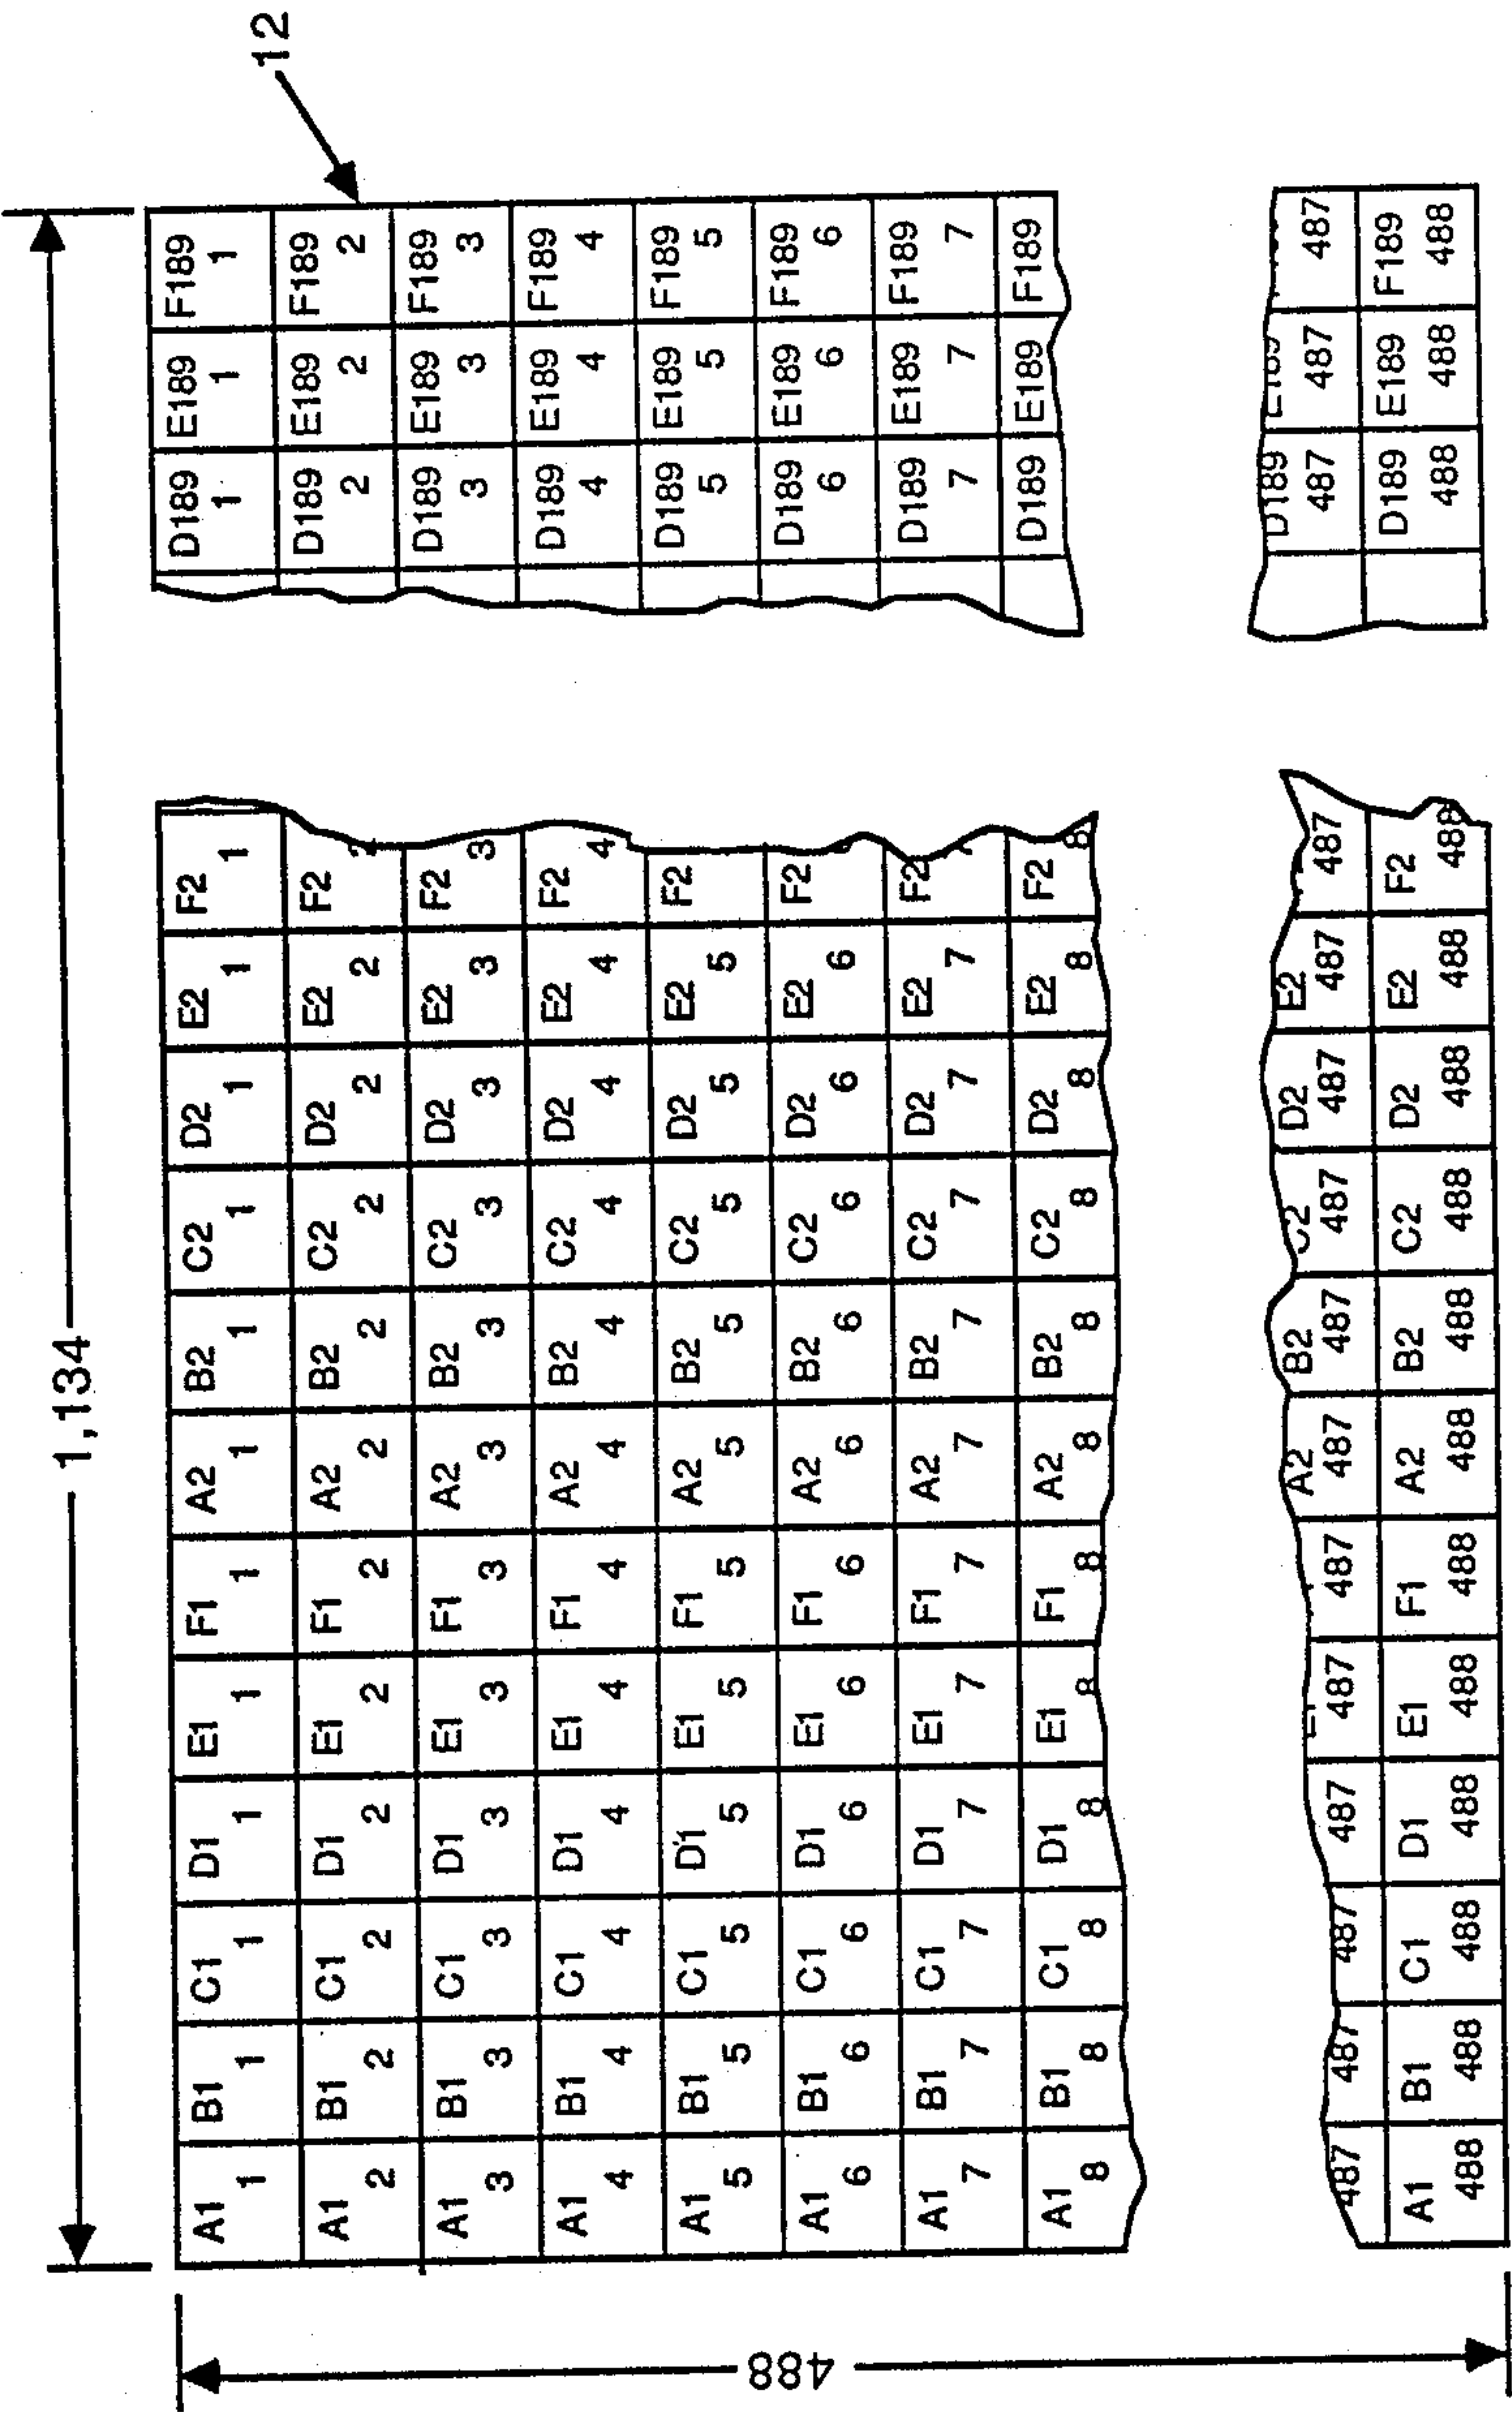 1,134
12
A1 B1 C1 D1 E1 F1 A2 B2 C2 D2 E2 F2 D189 E189 F189
1 1 1 1 1 1 1 1 1 1 1 1 1 1 1
A1 B1 C1 D1 E1 F1 A2 B2 C2 D2 E2 F2 D189 E189 F189
2 2 2 2 2 2 2 2 2 2 2 2 2 2
A1 B1 C1 D1 E1 F1 A2 B2 C2 D2 E2 F2 D189 E189 F189
3 3 3 3 3 3 3 3 3 3 3 3 3 3 3
A1 B1 C1 D1 E1 F1 A2 B2 C2 D2 E2 F2 D189 E189 F189
4 4 4 4 4 4 4 4 4 4 4 4 4 4 4
A1 B1 C1 D1 E1 F1 A2 B2 C2 D2 E2 F2 D189 E189 F189
5 5 5 5 5 5 5 5 5 5 5 5 5 5
A1 B1 C1 D1 E1 F1 A2 B2 C2 D2 E2 F2 D189 E189 F189
6 6 6 6 6 6 6 6 6 6 6 6 6 6
A1 B1 C1 D1 E1 F1 A2 B2 C2 D2 E2 F2 D189 E189 F189
7 7 7 7 7 7 7 7 7 7 7 7 7 7
A1 B1 C1 D1 E1 F1 A2 B2 C2 D2 E2 F2 D189 E189 F189
8 8 8 8 8 8 8 8 8 8 8 8
A2 B2 C2 D2 E2 D189 E189
487 487 487 487 487 487 487 487 487 487 487 487 487 487 487
A1 B1 C1 D1 E1 F1 A2 B2 C2 D2 E2 F2 D189 E189 F189
488 488 488 488 488 488 488 488 488 488 488 488 488 488 488
488